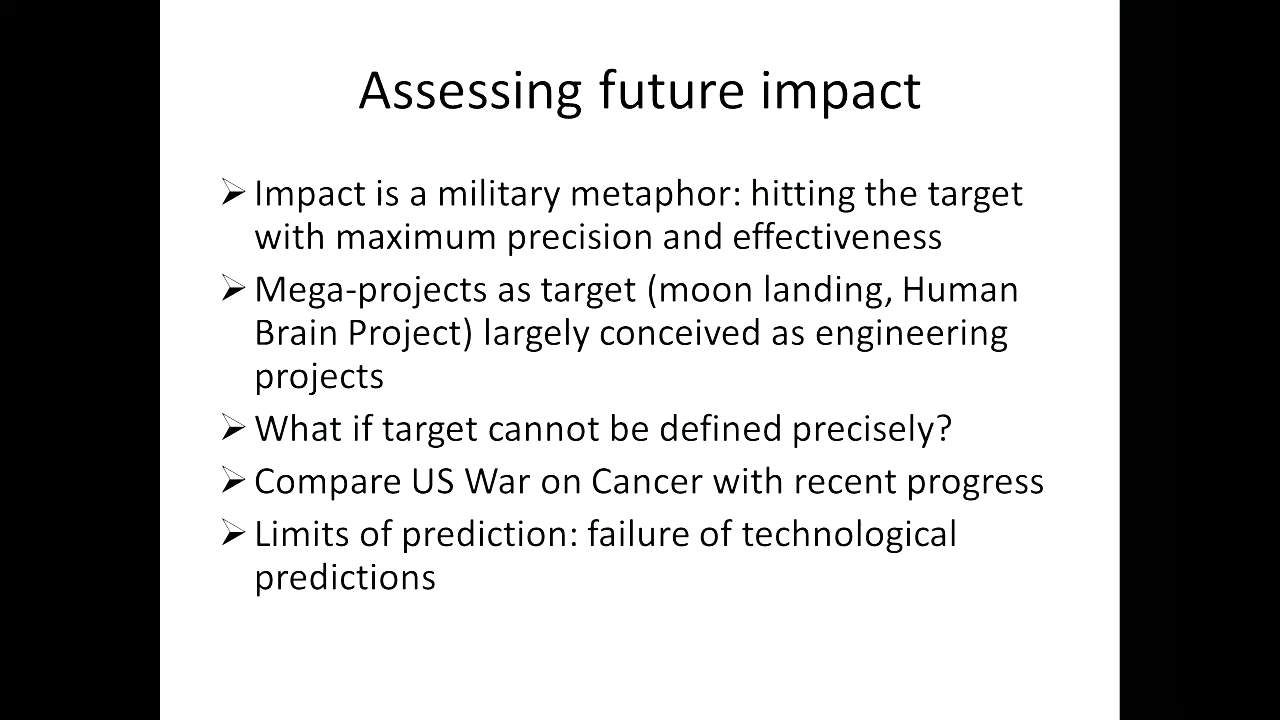 Assessing future impact
➢ Impact is a military metaphor: hitting the target
with maximum precision and effectiveness
➢ Mega-projects as target (moon landing, Human
Brain Project) largely conceived as engineering
projects
➢ What if target cannot be defined precisely?
➢ Compare US War on Cancer with recent progress
➢ Limits of prediction: failure of technological
predictions